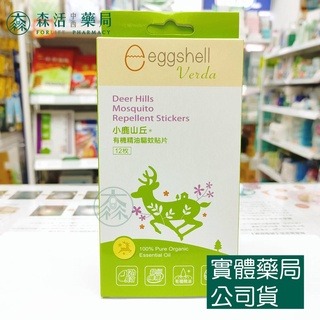 森活藥局
FORLIFE PHARMACY
eggshell
Verda
Deer Hills
Mosquito
Repellent Stickers
小鹿山丘+
有機精油驅蚊貼片
12枚
100% Pure Organic
Essential Oil
實體藥局
公司貨